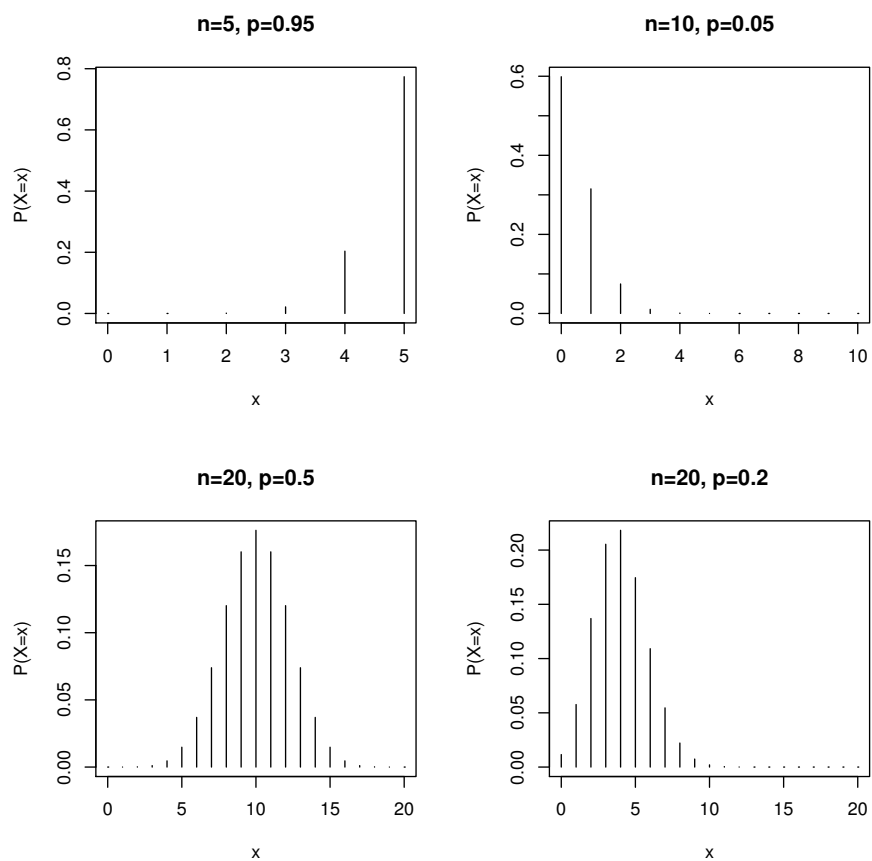 n=5, p=0.95
P(X=x)
0.0 0.2 0.4 0.6 0.8
0 1 2 3 4 5
x
n=10, p=0.05
P(X=x)
0.0 0.2 0.4 0.6
0 2 4 6 8 10
x
n=20, p=0.5
P(X=x)
0.00 0.05 0.10 0.15
0 5 10 15 20
x
n=20, p=0.2
P(X=x)
0.00 0.05 0.10 0.15 0.20
0 5 10 15 20
x